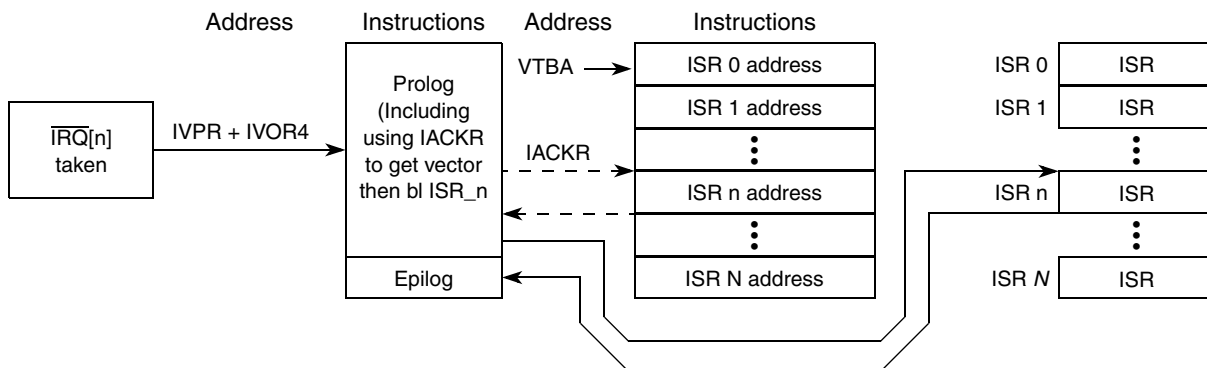 Address
Instructions
Address
Instructions
IRQ[n]
taken
IVPR + IVOR4
Prolog
(Including
using IACKR
to get vector
then bl ISR_n
Epilog
VTBA
IACKR
ISR 0 address
ISR 1 address
ISR n address
ISR N address
ISR 0
ISR
ISR 1
ISR
ISR n
ISR
ISR N
ISR